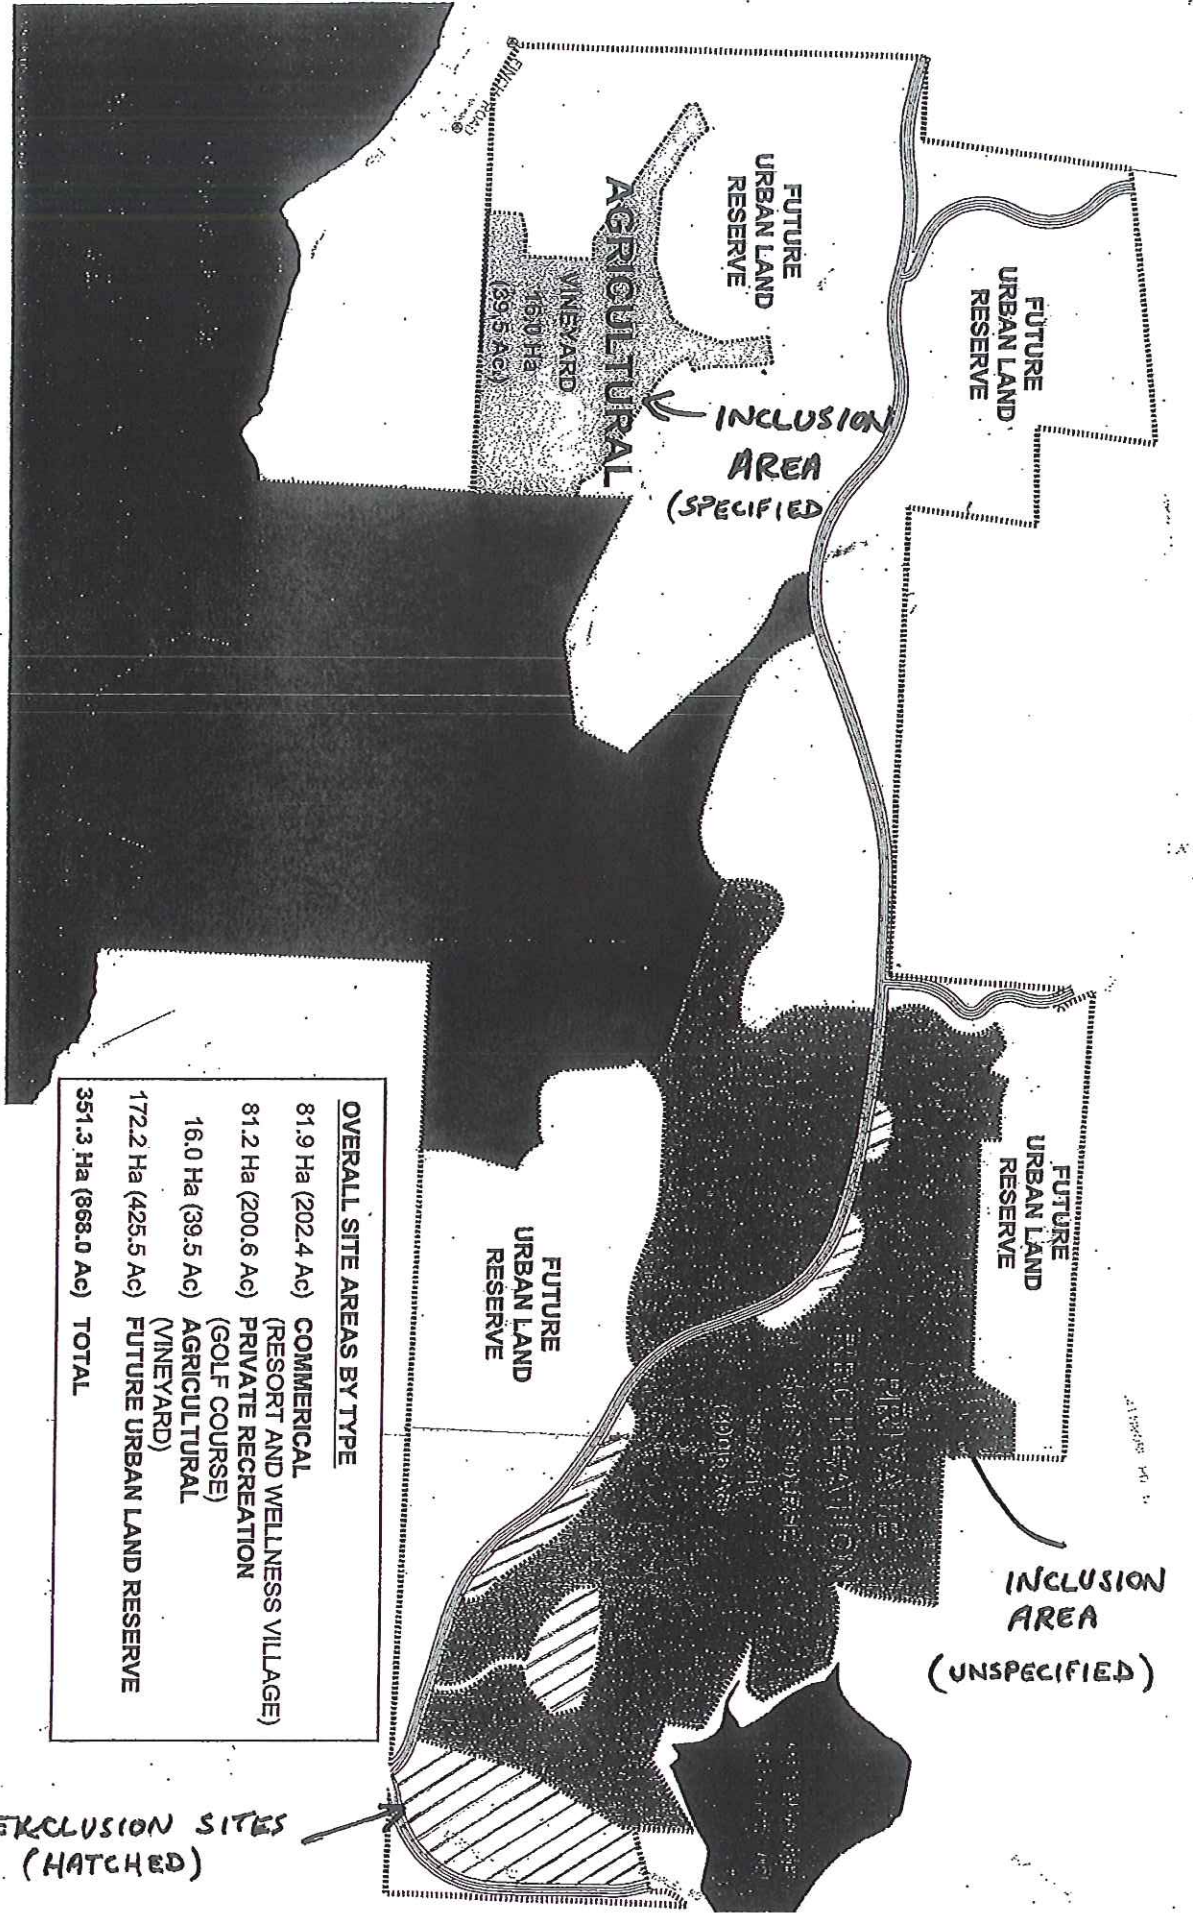 FINCH ROAD
FUTURE
URBAN LAND
RESERVE
FUTURE
URBAN LAND
RESERVE
AGRICULTURAL
VINEYARD
16.0 Ha
(39.5 Ac)
INCLUSION
AREA
(SPECIFIED
FUTURE
URBAN LAND
RESERVE
FUTURE
URBAN LAND
RESERVE
PRIVATE
RECREATION
INCLUSION
AREA
(UNSPECIFIED)
EXCLUSION SITES
(HATCHED)
OVERALL SITE AREAS BY TYPE
81.9 Ha (202.4 Ac) COMMERICAL
(RESORT AND WELLNESS VILLAGE)
81.2 Ha (200.6 Ac) PRIVATE RECREATION
(GOLF COURSE)
16.0 Ha (39.5 Ac) AGRICULTURAL
(VINEYARD)
172.2 Ha (425.5 Ac) FUTURE URBAN LAND RESERVE
351.3 Ha (868.0 Ac) TOTAL